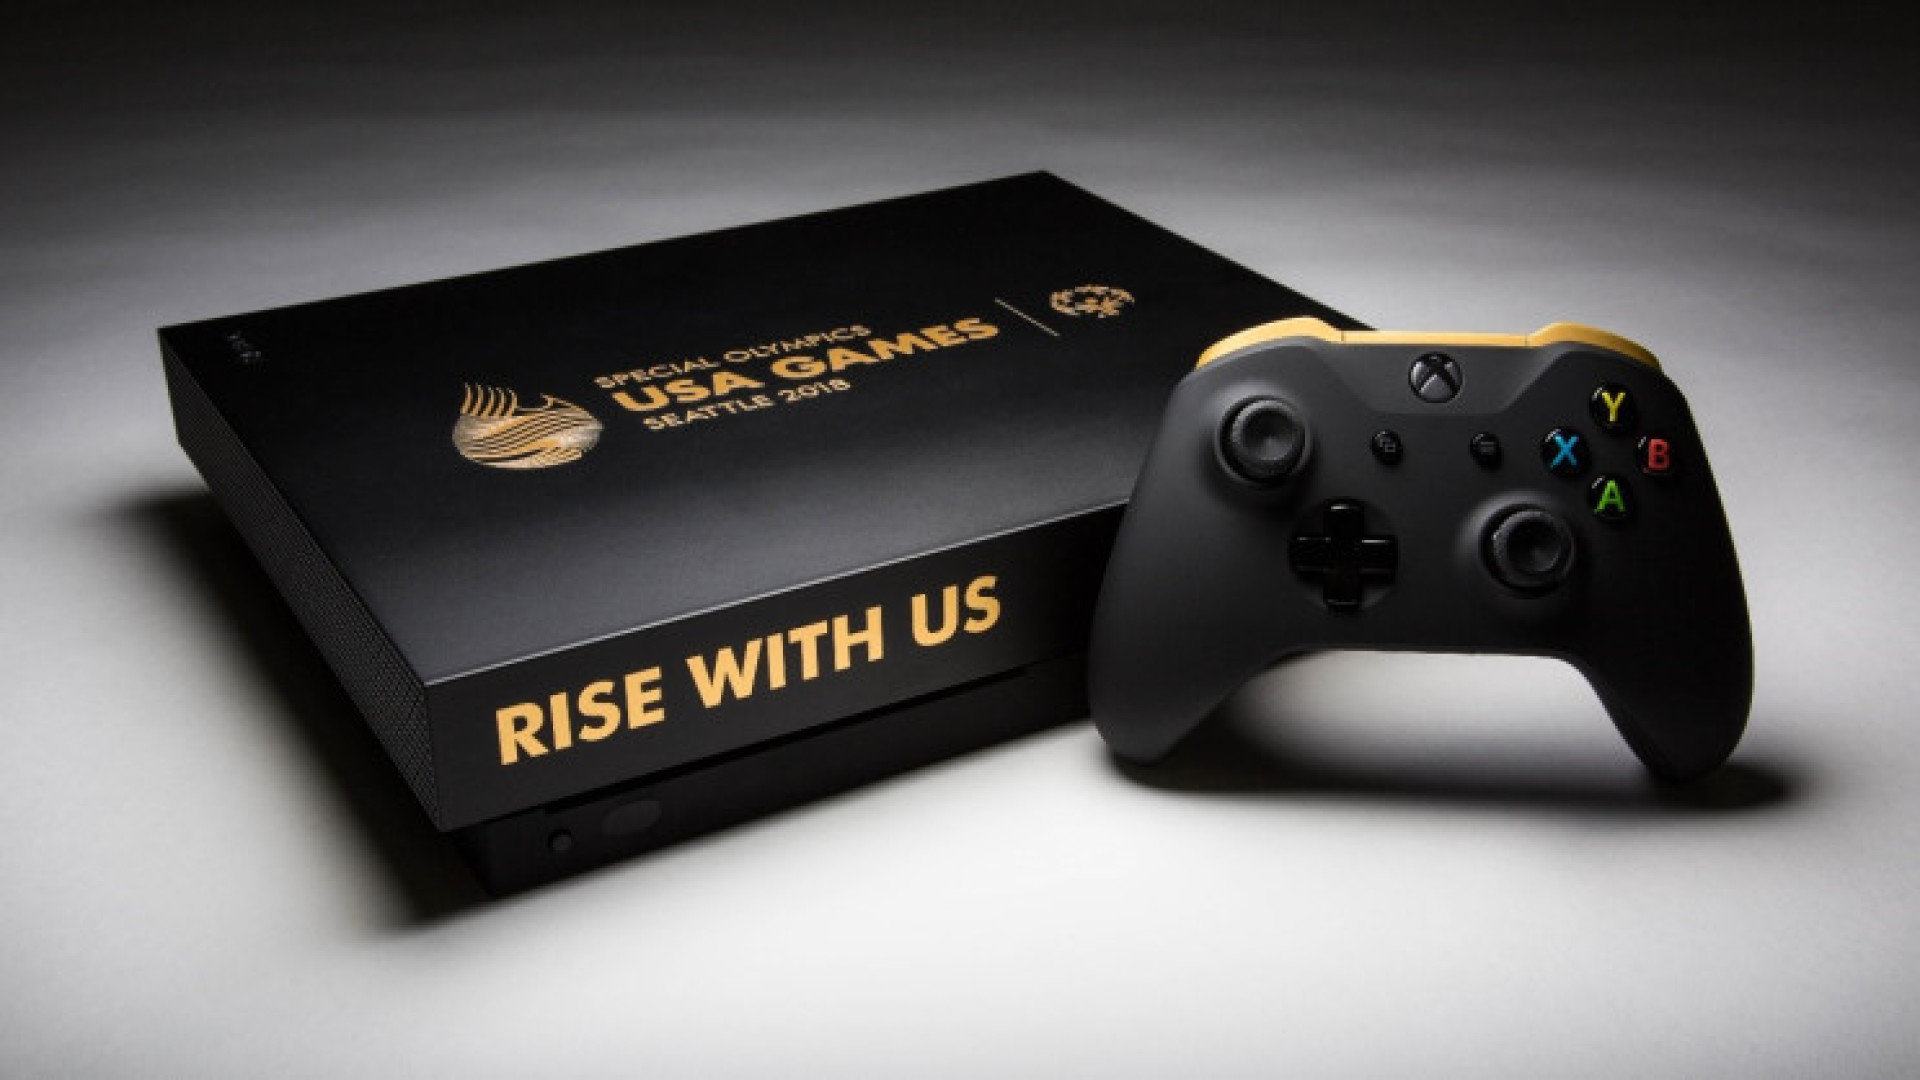 SPECIAL OLYMPICS
USA GAMES
SEATTLE 2018
RISE WITH US
Y
X
B
A